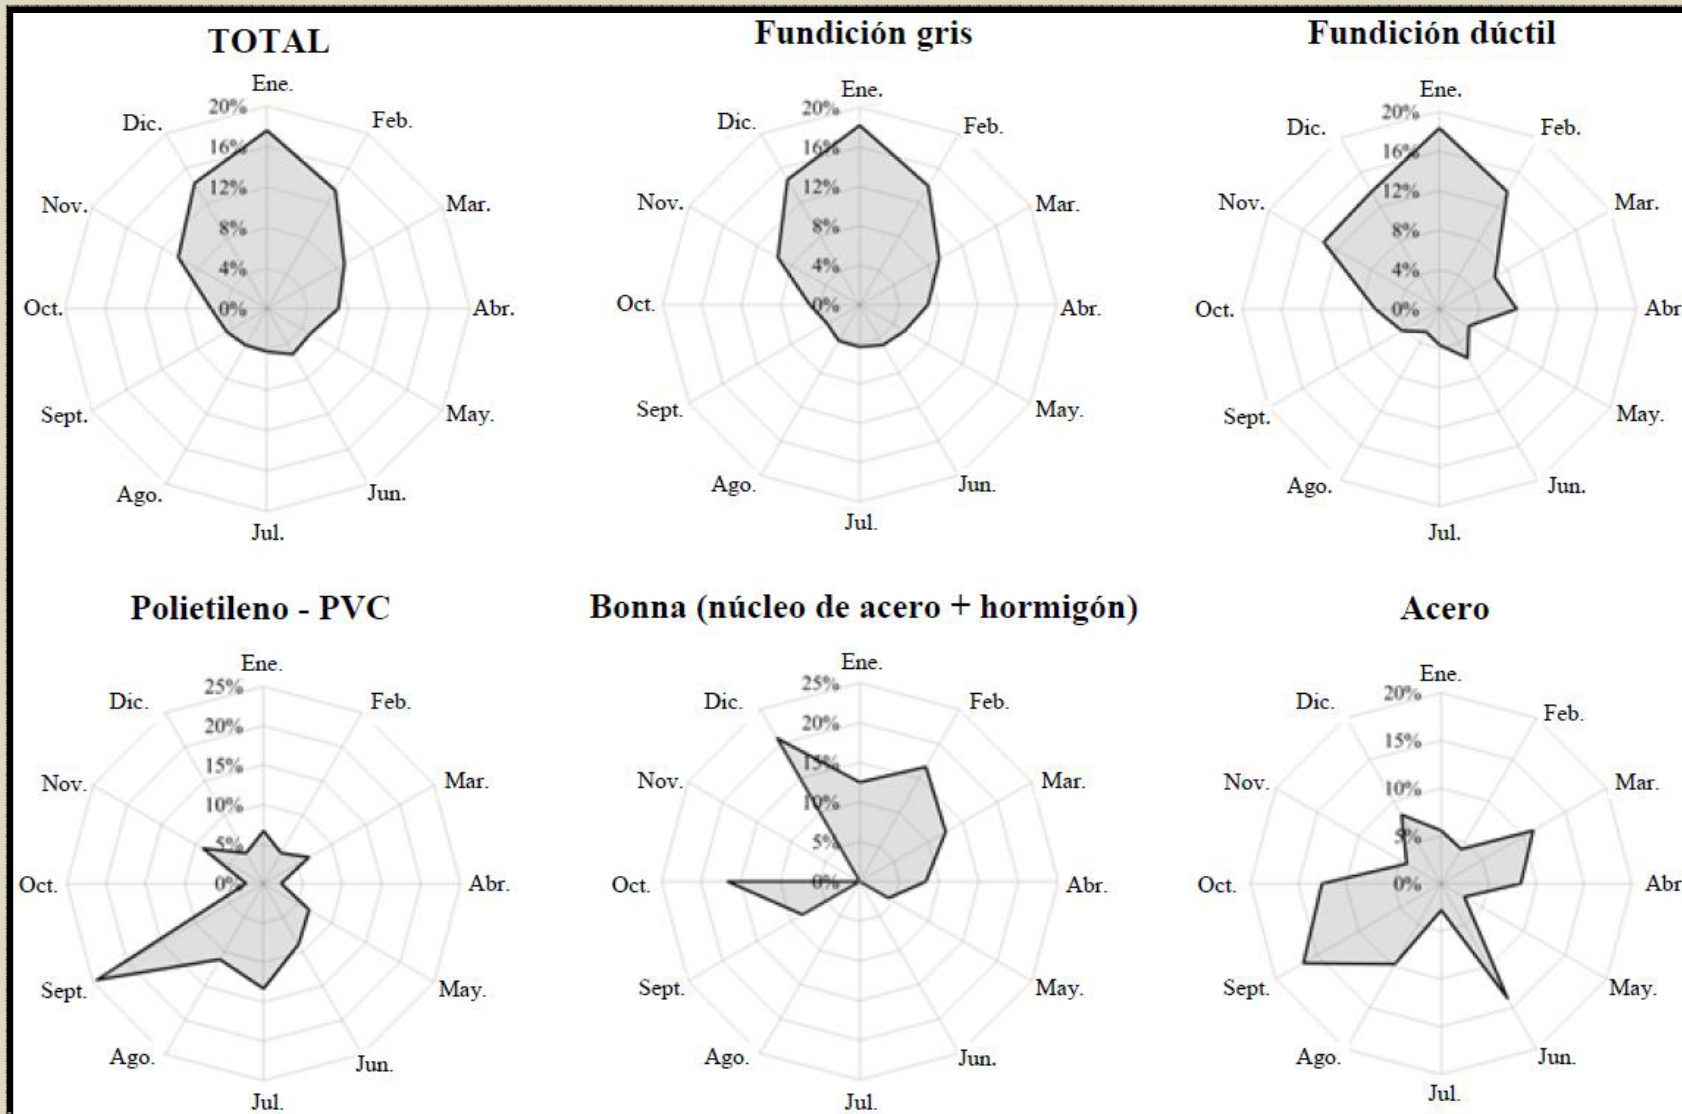 TOTAL
Ene.
Feb.
Mar.
Abr.
May.
Jun.
Jul.
Ago.
Sept.
Oct.
Nov.
Dic.
20%
16%
12%
8%
4%
0%
Fundición gris
Ene.
Feb.
Mar.
Abr.
May.
Jun.
Jul.
Ago.
Sept.
Oct.
Nov.
Dic.
20%
16%
12%
8%
4%
0%
Fundición dúctil
Ene.
Feb.
Mar.
Abr
May.
Jun.
Jul.
Ago.
Sept.
Oct.
Nov.
Dic.
20%
16%
12%
8%
4%
0%
Polietileno - PVC
Ene.
Feb.
Mar.
Abr.
May.
Jun.
Jul.
Ago.
Sept.
Oct.
Nov.
Dic.
25%
20%
15%
10%
5%
0%
Bonna (núcleo de acero + hormigón)
Ene.
Feb.
Mar.
Abr.
May.
Jun.
Jul.
Ago.
Sept.
Oct.
Nov.
Dic.
25%
20%
15%
10%
5%
0%
Acero
Ene.
Feb.
Mar.
Abr
May.
Jun.
Jul.
Ago.
Sept.
Oct.
Nov.
Dic.
20%
15%
10%
5%
0%